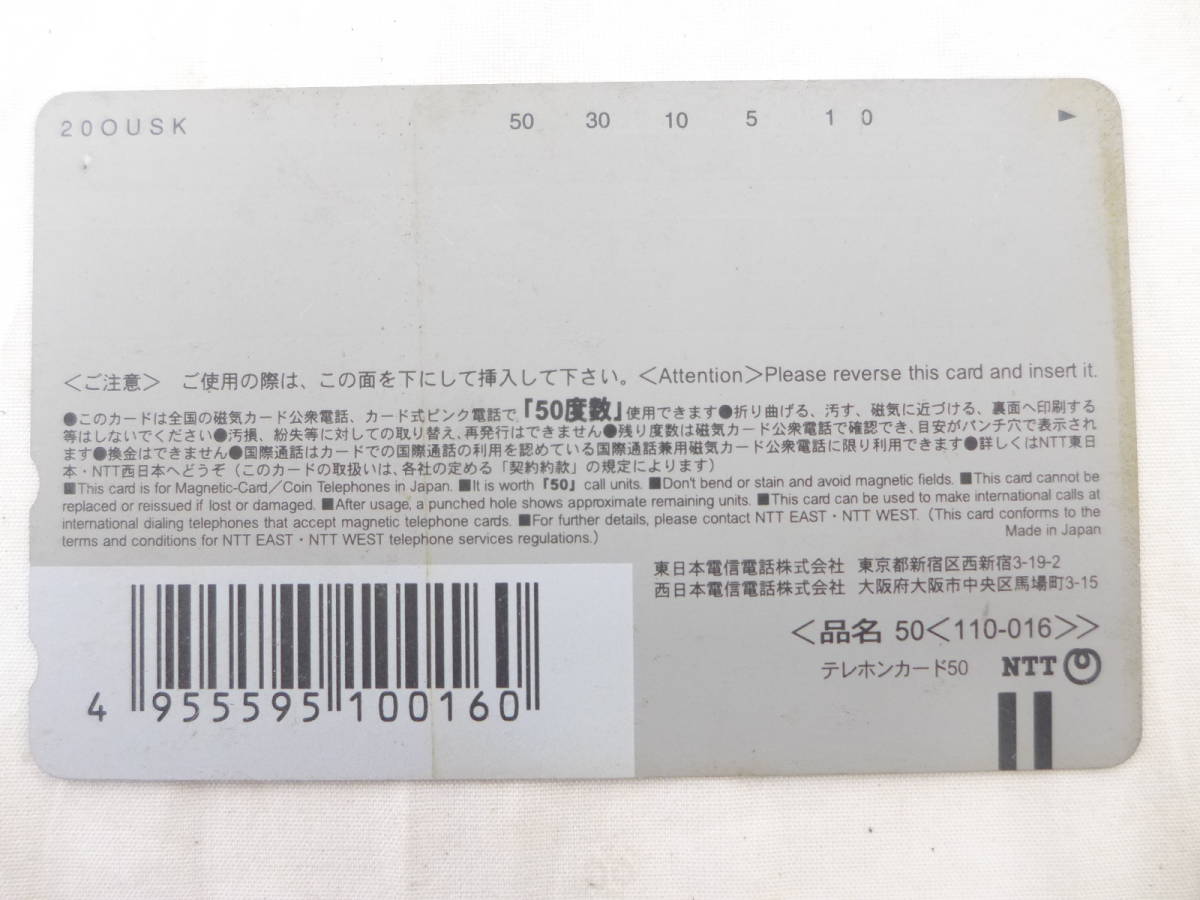 20OUSK 50 30 10 5 1 0
＜ご注意＞ ご使用の際は、この面を下にして挿入して下さい。＜Attention＞Please reverse this card and insert it.
●このカードは全国の磁気カード公衆電話、カード式ピンク電話で「50度数」使用できます●折り曲げる、汚す、磁気に近づける、裏面へ印刷する
等はしないでください●汚損、紛失等に対しての取り替え、再発行はできません●残り度数は磁気カード公衆電話で確認でき、目安がパンチ穴で表示されま
す●換金はできません●国際通話はカードでの国際通話の利用を認めている国際通話兼用磁気カード公衆電話に限り利用できます●詳しくはNTT東日
本・NTT西日本へどうぞ（このカードの取扱いは、各社の定める「契約約款」の規定によります）
■This card is for Magnetic-Card／Coin Telephones in Japan. ■It is worth「50」call units. ■Don't bend or stain and avoid magnetic fields. ■This card cannot be
replaced or reissued if lost or damaged. ■After usage, a punched hole shows approximate remaining units. ■This card can be used to make international calls at
international dialing telephones that accept magnetic telephone cards. ■For further details, please contact NTT EAST・NTT WEST.（This card conforms to the
terms and conditions for NTT EAST・NTT WEST telephone services regulations.） Made in Japan
東日本電信電話株式会社 東京都新宿区西新宿3-19-2
西日本電信電話株式会社 大阪府大阪市中央区馬場町3-15
＜品名 50＜110-016＞＞
テレホンカード50 NTT
4 955595 100160